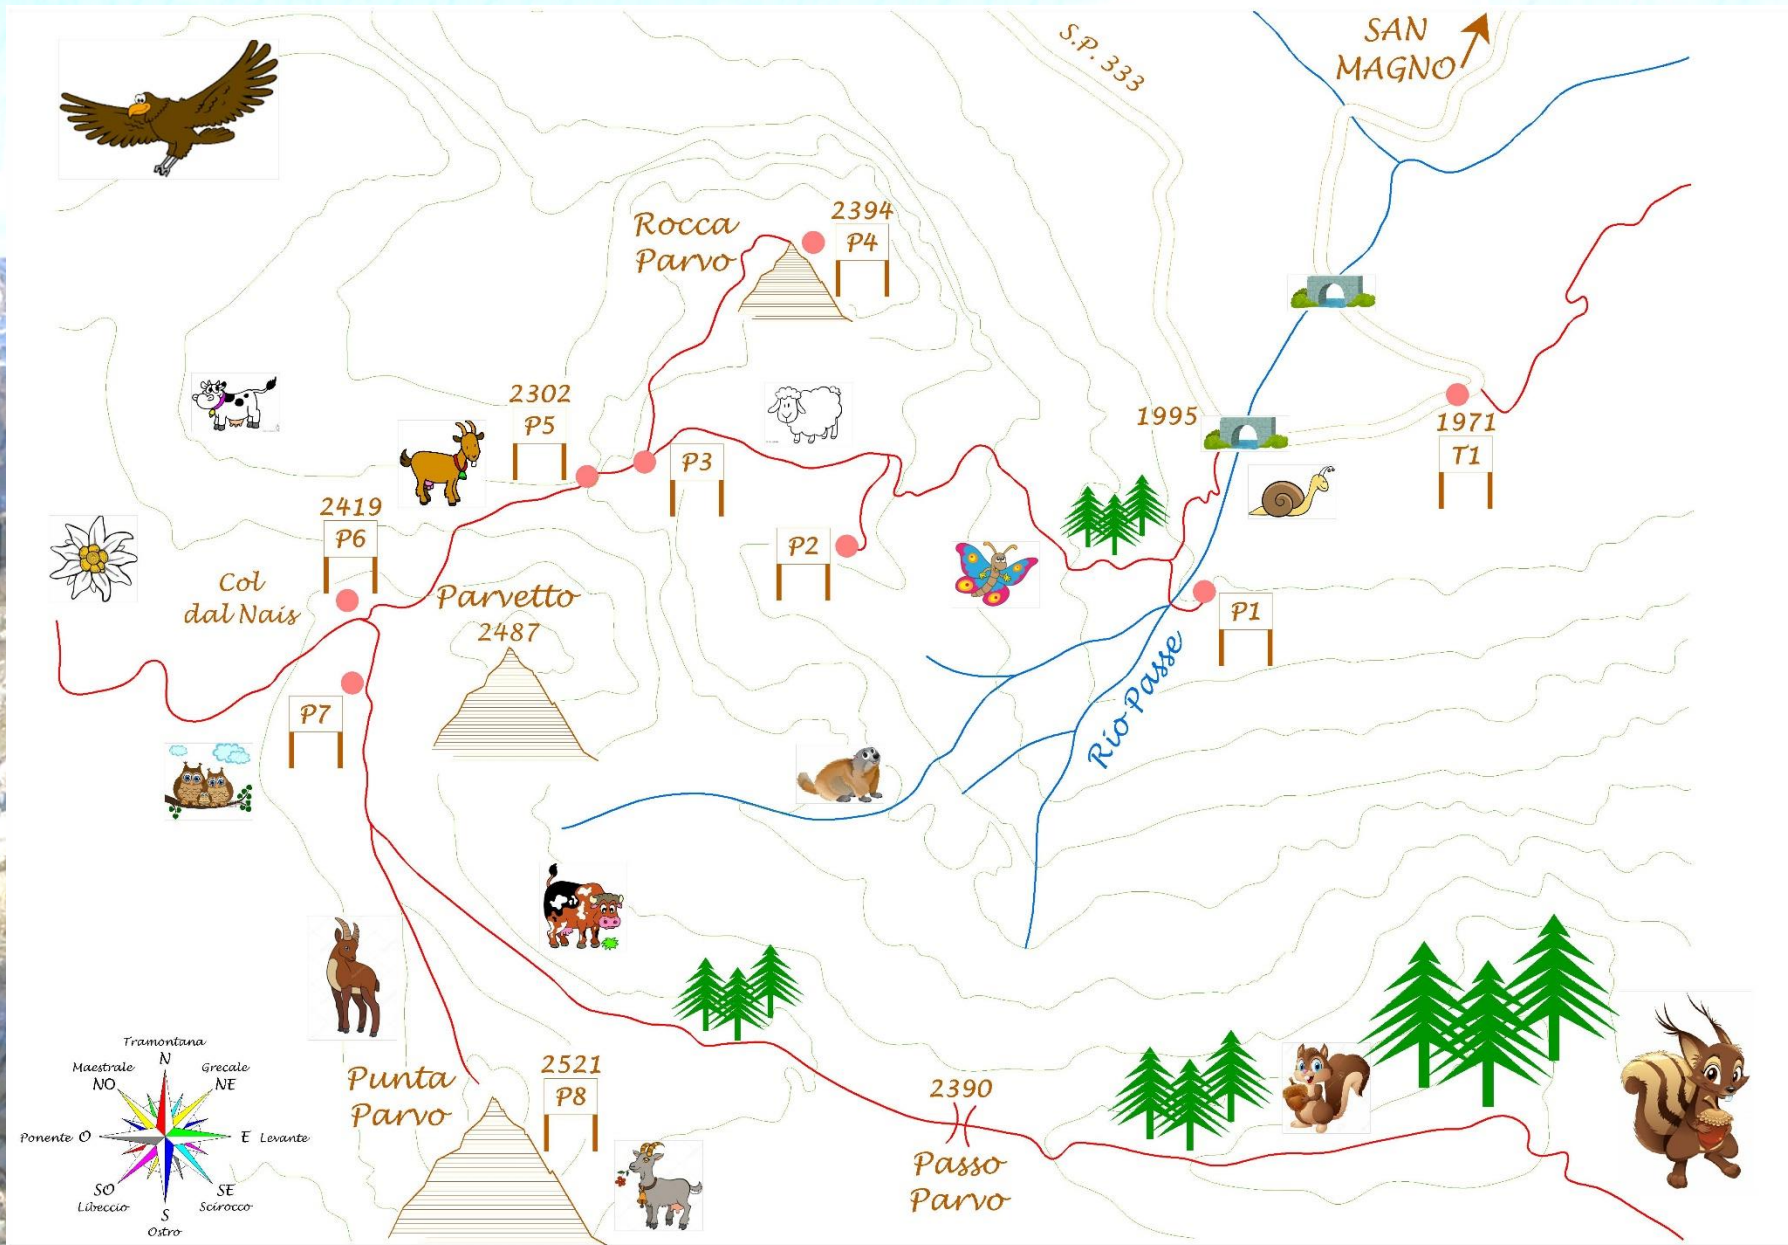 S.P. 333
SAN
MAGNO
2394
P4
Rocca
Parvo
2302
P5
P3
1995
1971
T1
2419
P6
P2
Col
dal Nais
Parvetto
2487
P1
Rio Passe
P7
2521
P8
Punta
Parvo
2390
Passo
Parvo
Tramontana
N
Maestrale
NO
Grecale
NE
Ponente O
E Levante
SO
Libeccio
SE
Scirocco
S
Ostro